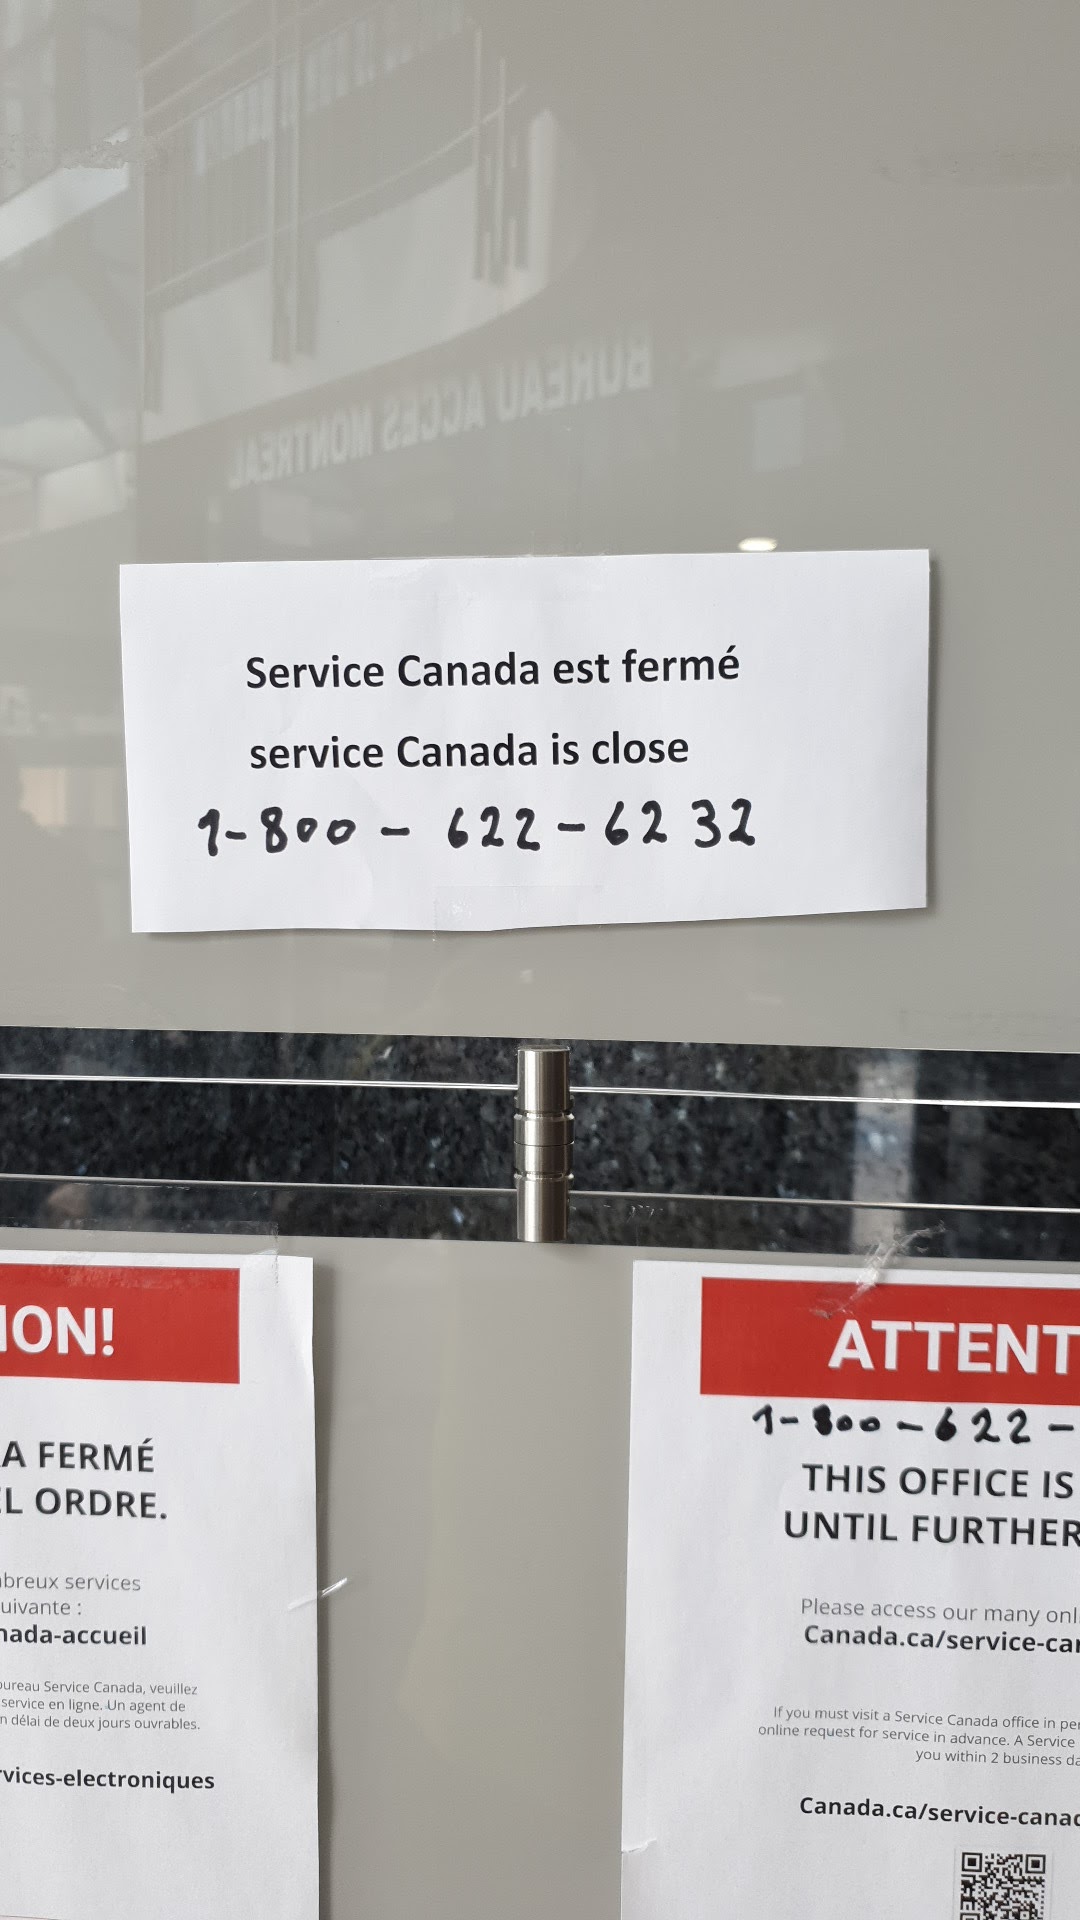 BUREAU ACCES MONTREAL
Service Canada est fermé
service Canada is close
1-800 - 622-6232
ION!
A FERMÉ
EL ORDRE.
mbreux services
uivante :
nada-accueil
bureau Service Canada, veuillez
service en ligne. Un agent de
n délai de deux jours ouvrables.
rvices-electroniques
ATTENT
1-800-622-
THIS OFFICE IS
UNTIL FURTHER
Please access our many onl
Canada.ca/service-can
If you must visit a Service Canada office in per
online request for service in advance. A Service
you within 2 business da
Canada.ca/service-canad